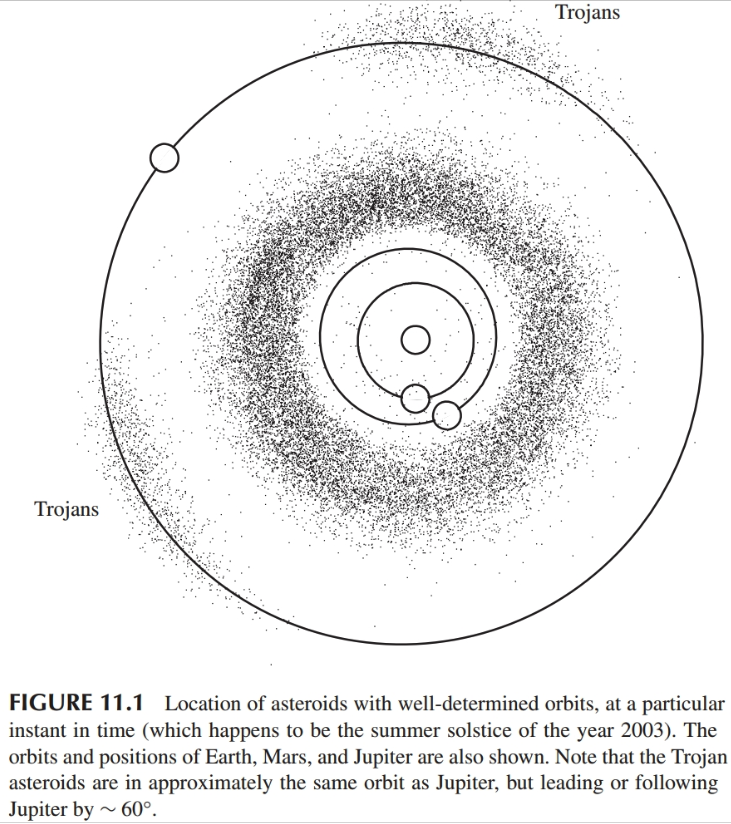 Trojans
Trojans
FIGURE 11.1 Location of asteroids with well-determined orbits, at a particular
instant in time (which happens to be the summer solstice of the year 2003). The
orbits and positions of Earth, Mars, and Jupiter are also shown. Note that the Trojan
asteroids are in approximately the same orbit as Jupiter, but leading or following
Jupiter by ~ 60°.